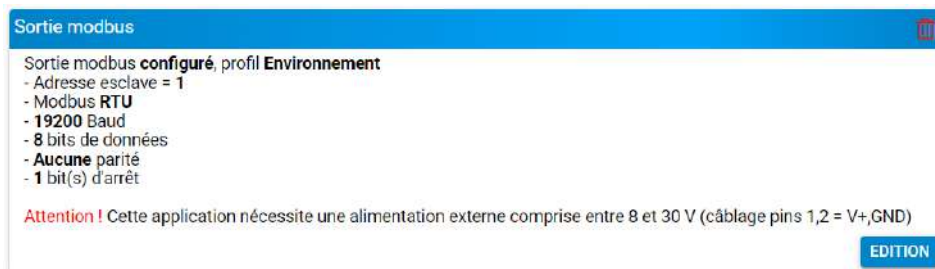 Sortie modbus
Sortie modbus configuré, profil Environnement
- Adresse esclave = 1
- Modbus RTU
- 19200 Baud
- 8 bits de données
- Aucune parité
- 1 bit(s) d'arrêt
Attention ! Cette application nécessite une alimentation externe comprise entre 8 et 30 V (câblage pins 1,2 = V+,GND)
EDITION